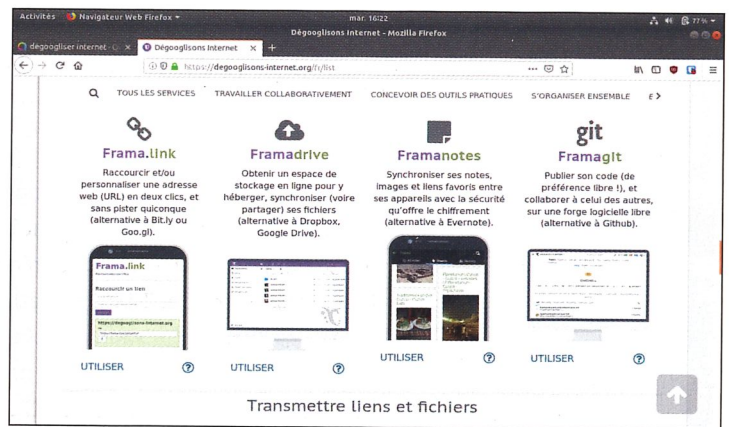 Activités Navigateur Web Firefox mar. 16:22 77 %
Dégooglisons Internet - Mozilla Firefox
dégoogliser internet - Dégooglisons Internet
https://degooglisons-internet.org/fr/list
TOUS LES SERVICES TRAVAILLER COLLABORATIVEMENT CONCEVOIR DES OUTILS PRATIQUES S'ORGANISER ENSEMBLE
git
Frama.link Framadrive Framanotes Framagit
Raccourcir et/ou
personnaliser une adresse
web (URL) en deux clics, et
sans pister quiconque
(alternative à Bit.ly ou
Goo.gl).
Obtenir un espace de
stockage en ligne pour y
héberger, synchroniser (voire
partager) ses fichiers
(alternative à Dropbox,
Google Drive).
Synchroniser ses notes,
images et liens favoris entre
ses appareils avec la sécurité
qu'offre le chiffrement
(alternative à Evernote).
Publier son code (de
préférence libre !), et
collaborer à celui des autres,
sur une forge logicielle libre
(alternative à Github).
Frama.link
Raccourcir un lien
https://degooglisons-internet.org
UTILISER UTILISER UTILISER UTILISER
Transmettre liens et fichiers